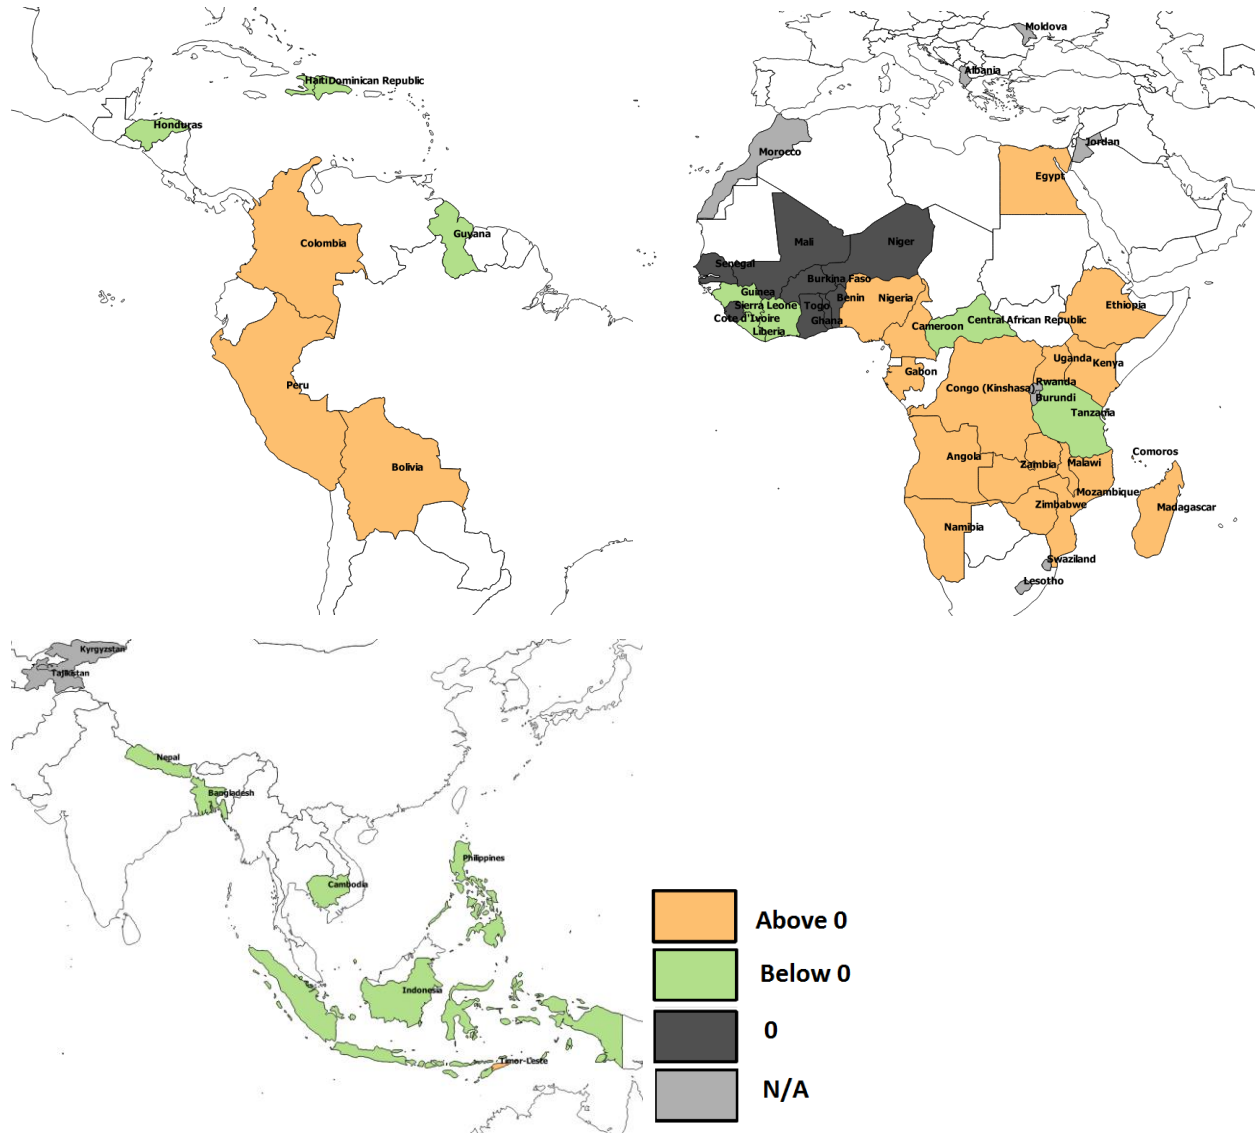 Haiti Dominican Republic
Honduras
Guyana
Colombia
Peru
Bolivia
Moldova
Albania
Morocco
Jordan
Egypt
Mali
Niger
Senegal
Burkina Faso
Guinea
Benin
Nigeria
Sierra Leone
Togo
Ethiopia
Cote d'Ivoire
Ghana
Central African Republic
Liberia
Cameroon
Uganda
Kenya
Gabon
Rwanda
Congo (Kinshasa)
Burundi
Tanzania
Comoros
Angola
Zambia
Malawi
Mozambique
Zimbabwe
Madagascar
Namibia
Swaziland
Lesotho
Kyrgyzstan
Tajikistan
Nepal
Bangladesh
Philippines
Cambodia
Indonesia
Timor-Leste
Above 0
Below 0
0
N/A